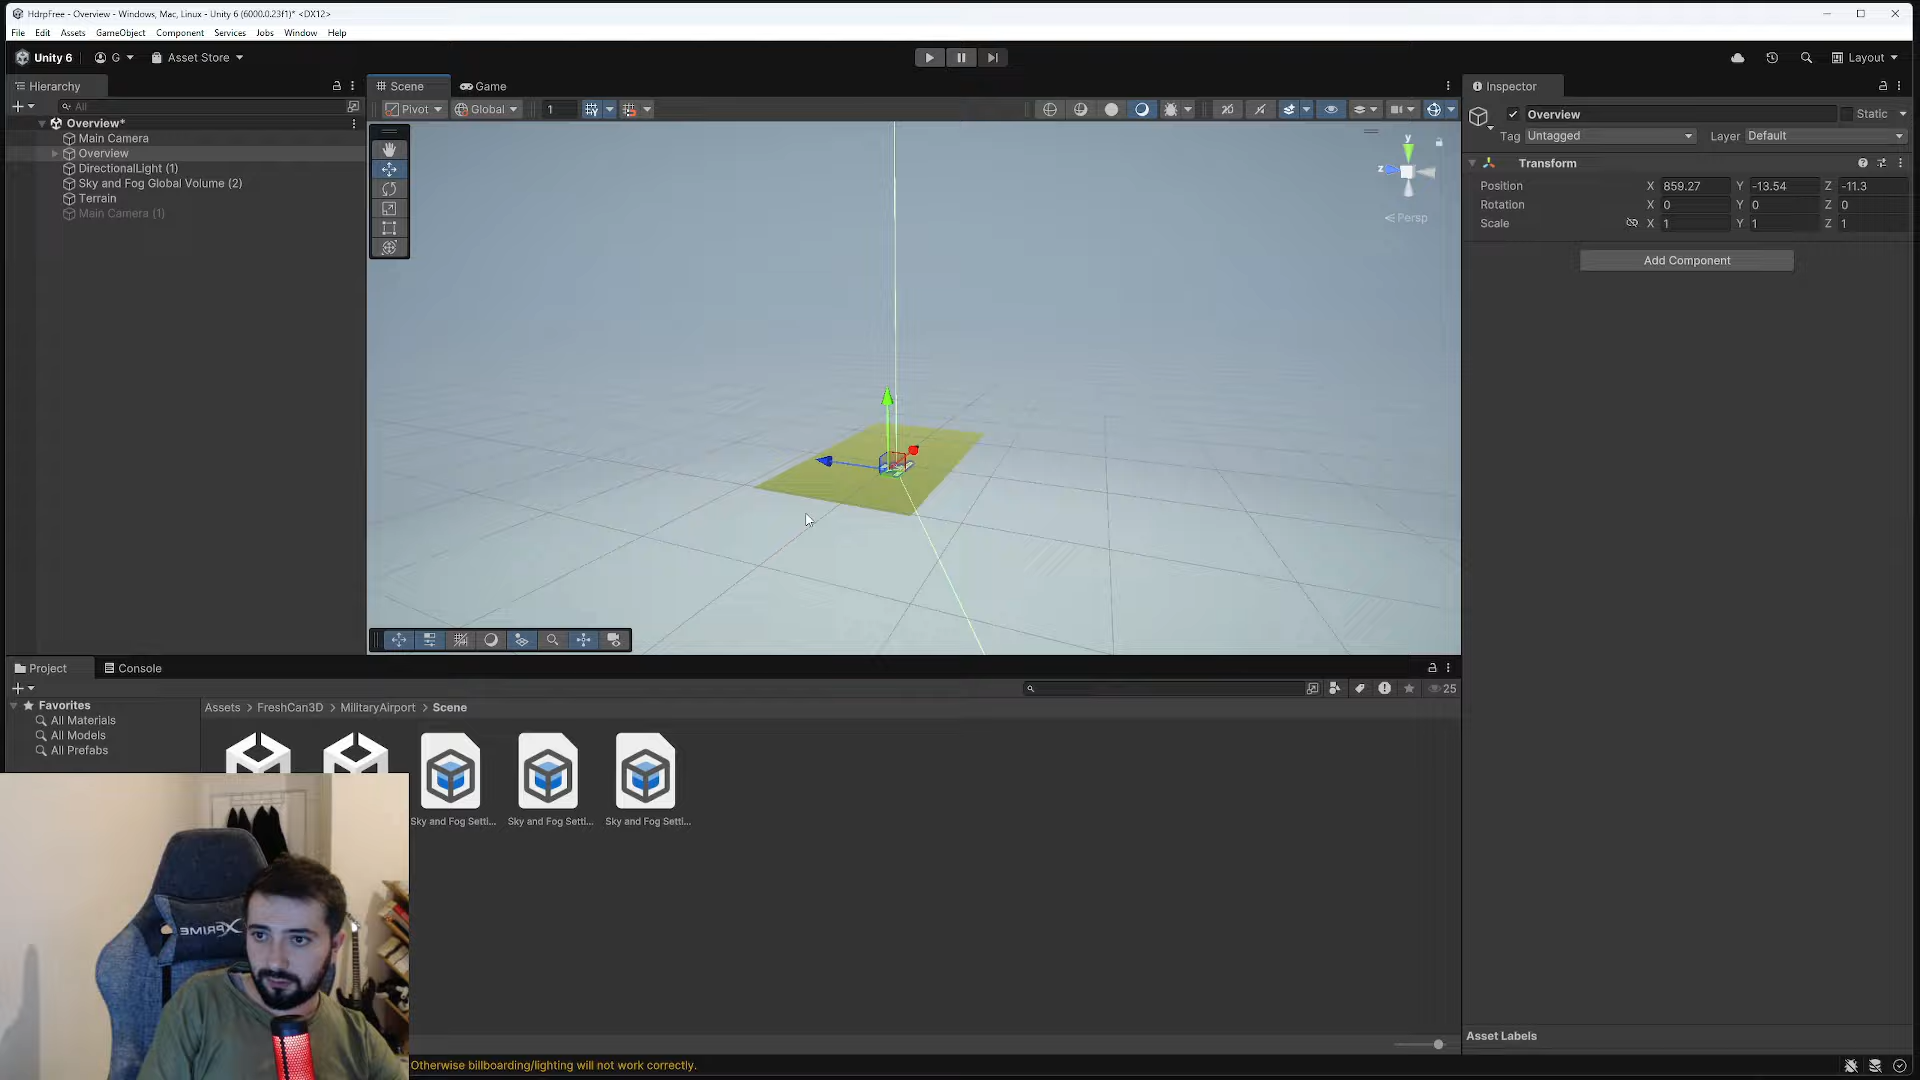 HdrpFree - Overview - Windows, Mac, Linux - Unity 6 (6000.0.23f1)* <DX12>
File Edit Assets GameObject Component Services Jobs Window Help
Unity 6 G Asset Store Layout
Hierarchy
All
Overview*
Main Camera
Overview
DirectionalLight (1)
Sky and Fog Global Volume (2)
Terrain
Main Camera (1)
Scene Game
Pivot Global 1
y
z
Persp
Inspector
Overview Static
Tag Untagged Layer Default
Transform
Position X 859.27 Y -13.54 Z -11.3
Rotation X 0 Y 0 Z 0
Scale X 1 Y 1 Z 1
Add Component
Project Console
25
Favorites
All Materials
All Models
All Prefabs
Assets FreshCan3D MilitaryAirport Scene
Sky and Fog Setti...
Sky and Fog Setti...
Sky and Fog Setti...
Asset Labels
Otherwise billboarding/lighting will not work correctly.